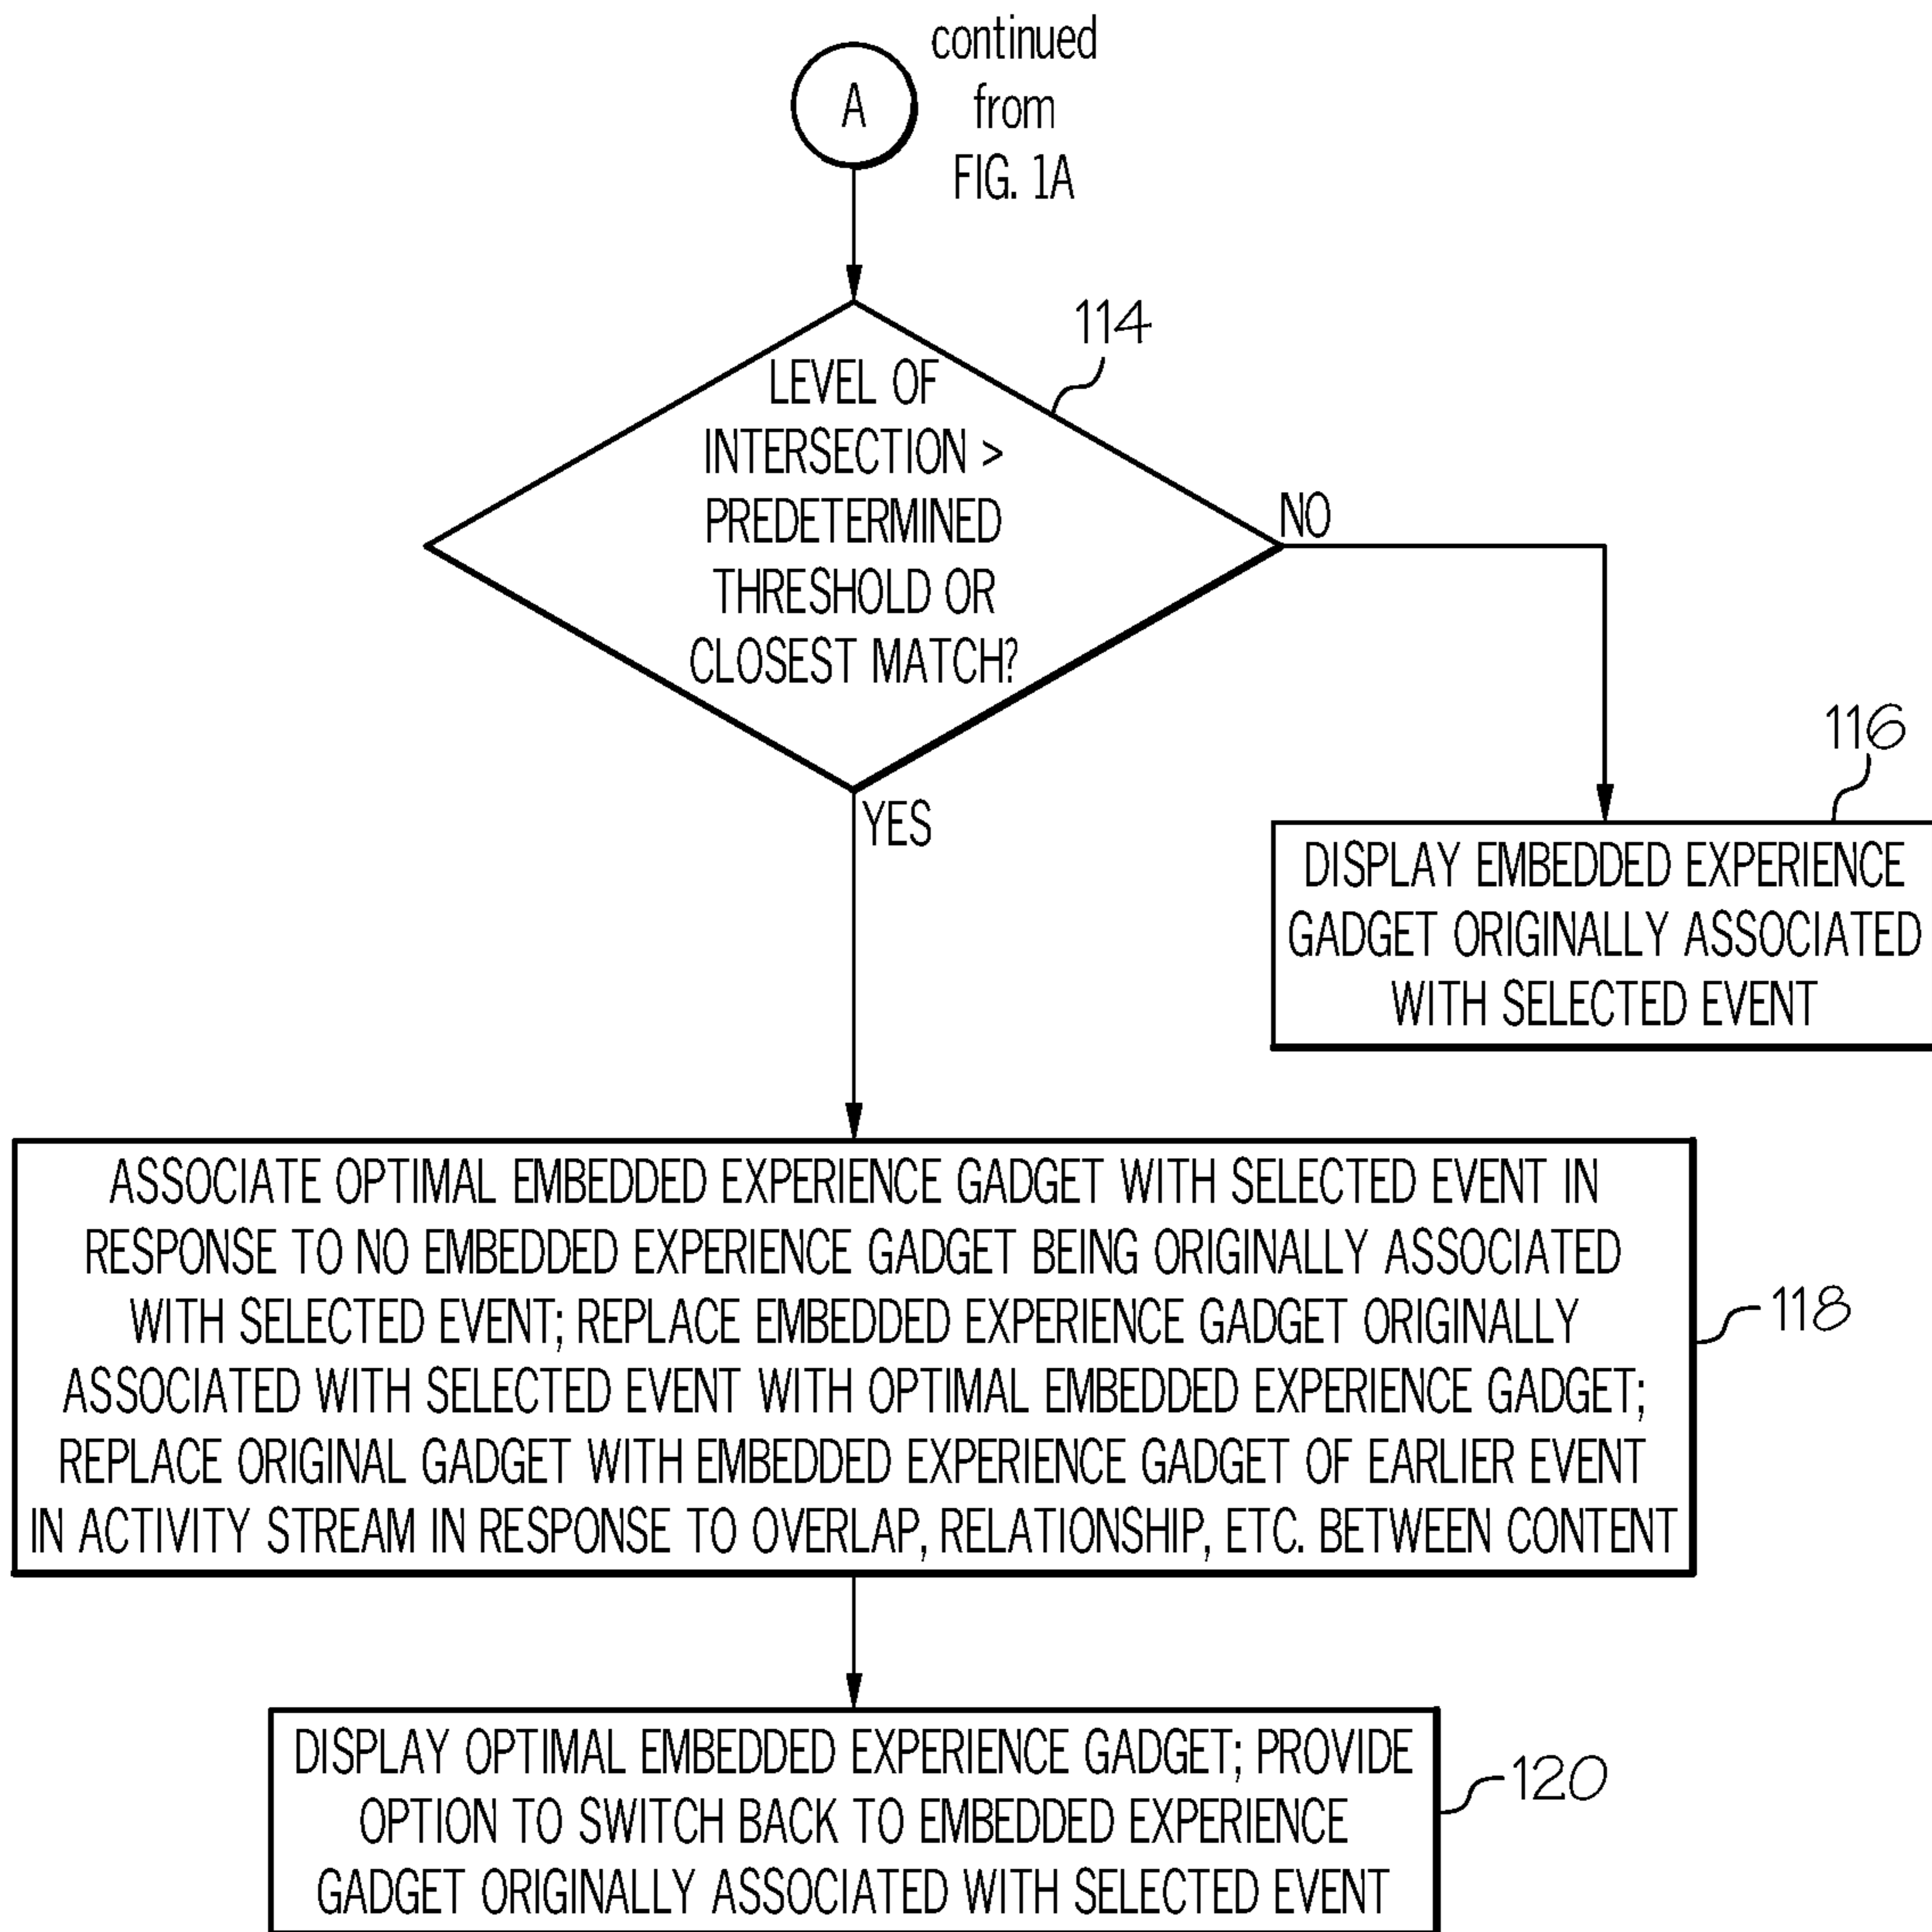 A
continued
from
FIG. 1A
114
LEVEL OF
INTERSECTION >
PREDETERMINED
THRESHOLD OR
CLOSEST MATCH?
NO
YES
116
DISPLAY EMBEDDED EXPERIENCE
GADGET ORIGINALLY ASSOCIATED
WITH SELECTED EVENT
ASSOCIATE OPTIMAL EMBEDDED EXPERIENCE GADGET WITH SELECTED EVENT IN
RESPONSE TO NO EMBEDDED EXPERIENCE GADGET BEING ORIGINALLY ASSOCIATED
WITH SELECTED EVENT; REPLACE EMBEDDED EXPERIENCE GADGET ORIGINALLY
ASSOCIATED WITH SELECTED EVENT WITH OPTIMAL EMBEDDED EXPERIENCE GADGET;
REPLACE ORIGINAL GADGET WITH EMBEDDED EXPERIENCE GADGET OF EARLIER EVENT
IN ACTIVITY STREAM IN RESPONSE TO OVERLAP, RELATIONSHIP, ETC. BETWEEN CONTENT
118
DISPLAY OPTIMAL EMBEDDED EXPERIENCE GADGET; PROVIDE
OPTION TO SWITCH BACK TO EMBEDDED EXPERIENCE
GADGET ORIGINALLY ASSOCIATED WITH SELECTED EVENT
120